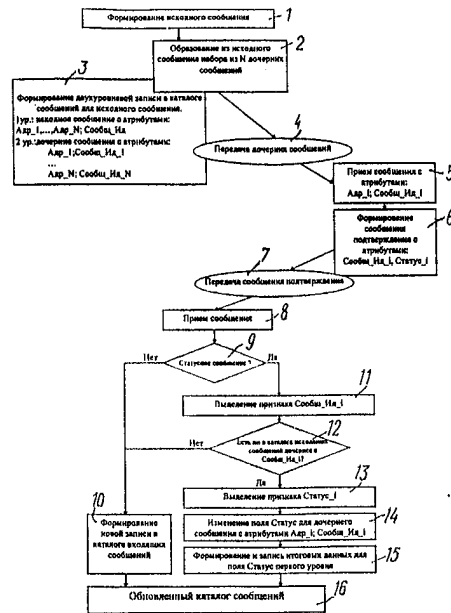 Формирование исходного сообщения
1
Образование из исходного
сообщения набора из N дочерних
сообщений
2
3
Формирование двухуровневой записи в каталоге
сообщений для исходного сообщения.
1 ур.: исходное сообщение с атрибутами:
Адр_1,...,Адр_N; Сообщ_Ид
2 ур.: дочерние сообщение с атрибутами:
Адр_1;Сообщ_Ид_1
...
Адр_N; Сообщ_Ид_N
4
Передача дочерних сообщений
5
Прием сообщения с
атрибутами:
Адр_i; Сообщ_Ид_i
6
Формирование
сообщения
подтверждения с
атрибутами:
Сообщ_Ид_i, Статус_i
7
Передача сообщения подтверждения
Прием сообщения
8
9
Статусное сообщение ?
Нет
Да
11
Выделение признака Сообщ_Ид_i
12
Есть ли в каталоге исходящих
сообщений дочернее с
Сообщ_Ид_i?
Нет
Да
13
Выделение признака Статус_i
10
Формирование
новой записи в
каталоге входящих
сообщений
14
Изменение поля Статус для дочернего
сообщения с атрибутами Адр_i; Сообщ_Ид_i
15
Формирование и запись итоговых данных для
поля Статус первого уровня
Обновленный каталог сообщений
16